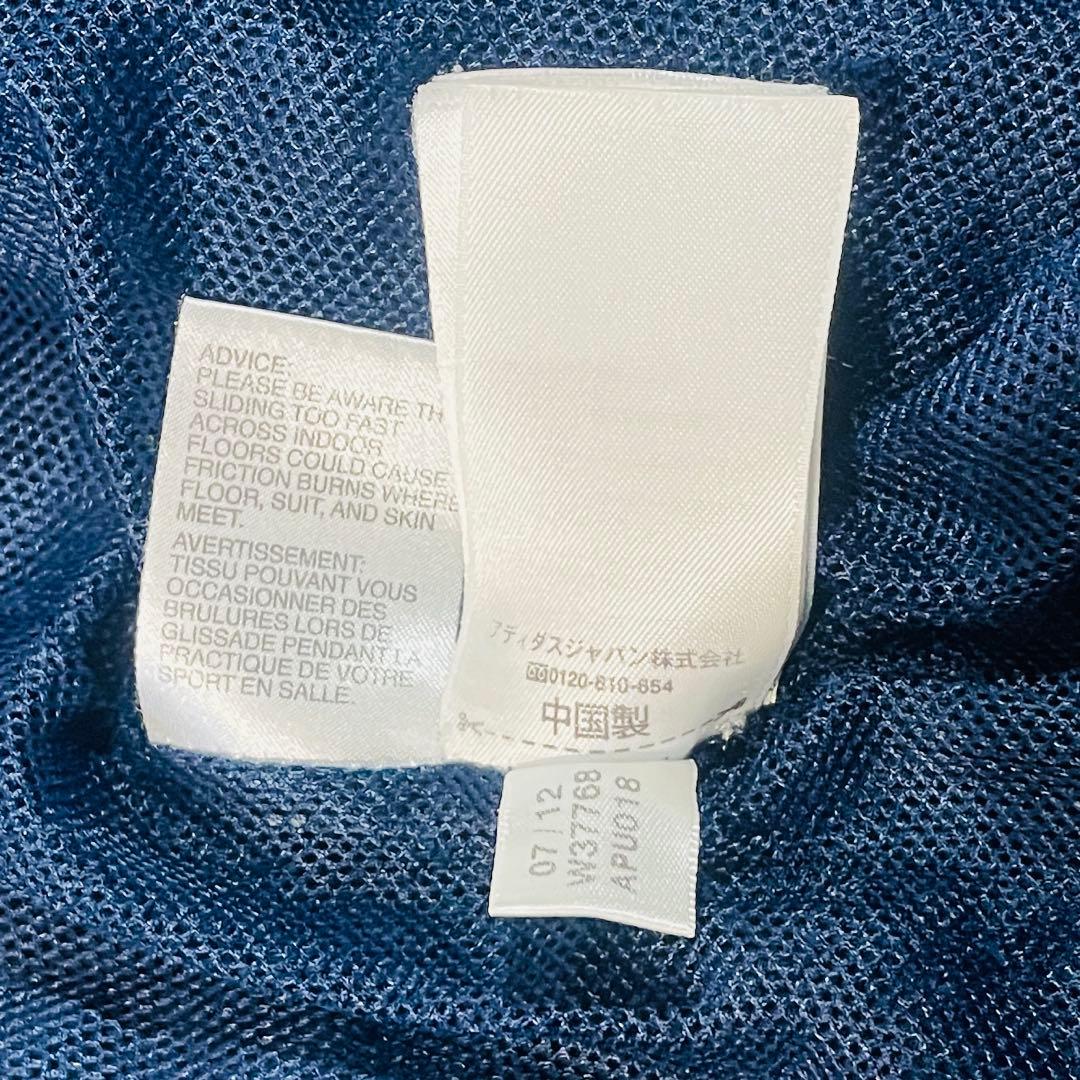 ADVICE:
PLEASE BE AWARE TH
SLIDING TOO FAST
ACROSS INDOOR
FLOORS COULD CAUSE
FRICTION BURNS WHERE
FLOOR, SUIT, AND SKIN
MEET.
AVERTISSEMENT:
TISSU POUVANT VOUS
OCCASIONNER DES
BRULURES LORS DE
GLISSADE PENDANT LA
PRACTIQUE DE VOTRE
SPORT EN SALLE.
アディダスジャパン株式会社
0120-810-654
中国製
07/12
W37768
APU018